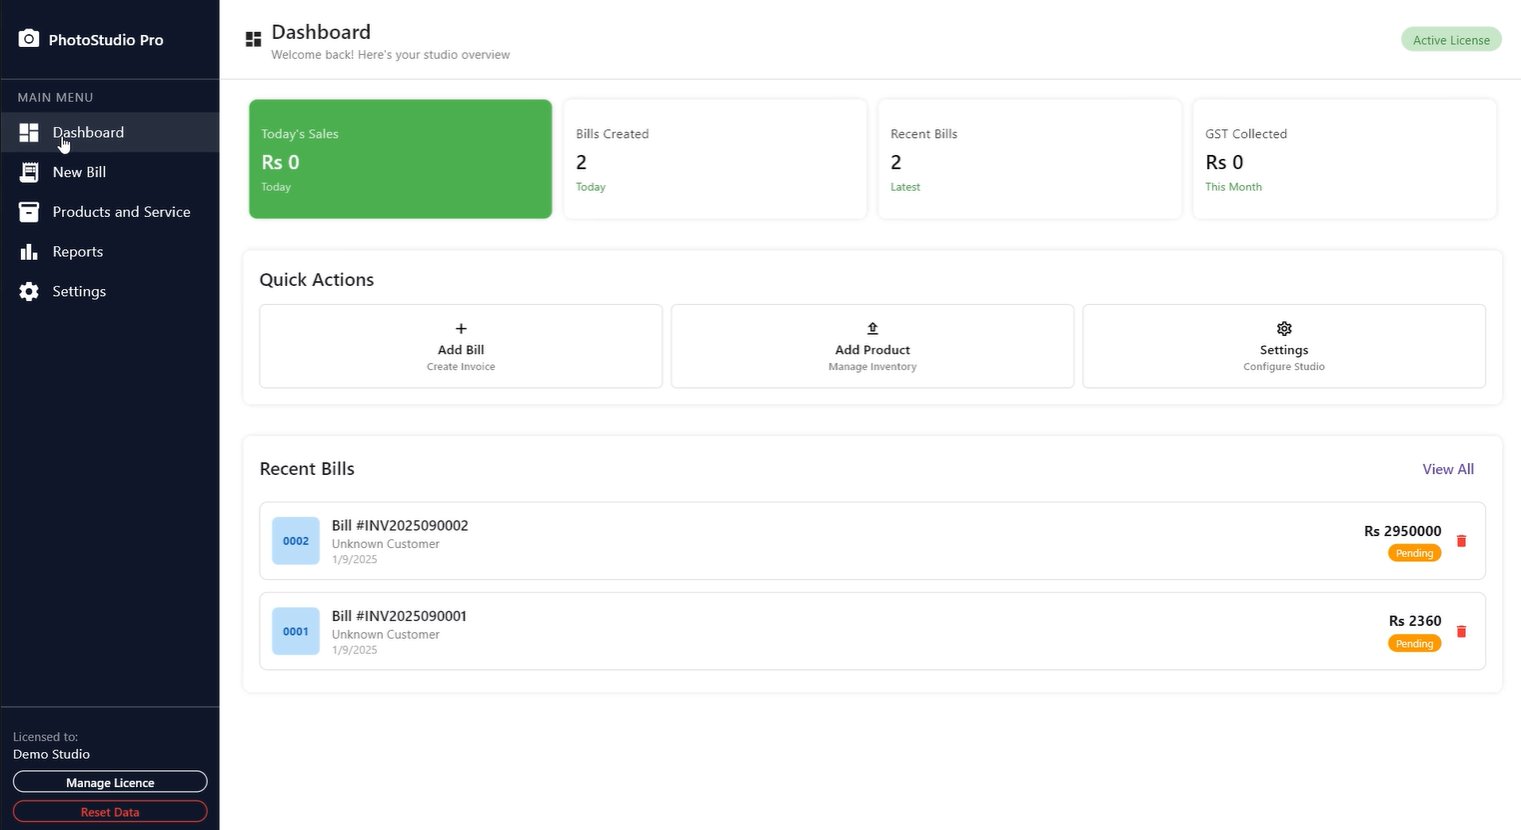 PhotoStudio Pro
MAIN MENU
Dashboard
New Bill
Products and Service
Reports
Settings
Licensed to:
Demo Studio
Manage Licence
Reset Data
Dashboard
Welcome back! Here's your studio overview
Active License
Today's Sales
Rs 0
Today
Bills Created
2
Today
Recent Bills
2
Latest
GST Collected
Rs 0
This Month
Quick Actions
Add Bill
Create Invoice
Add Product
Manage Inventory
Settings
Configure Studio
Recent Bills
View All
0002
Bill #INV2025090002
Unknown Customer
1/9/2025
Rs 2950000
Pending
0001
Bill #INV2025090001
Unknown Customer
1/9/2025
Rs 2360
Pending